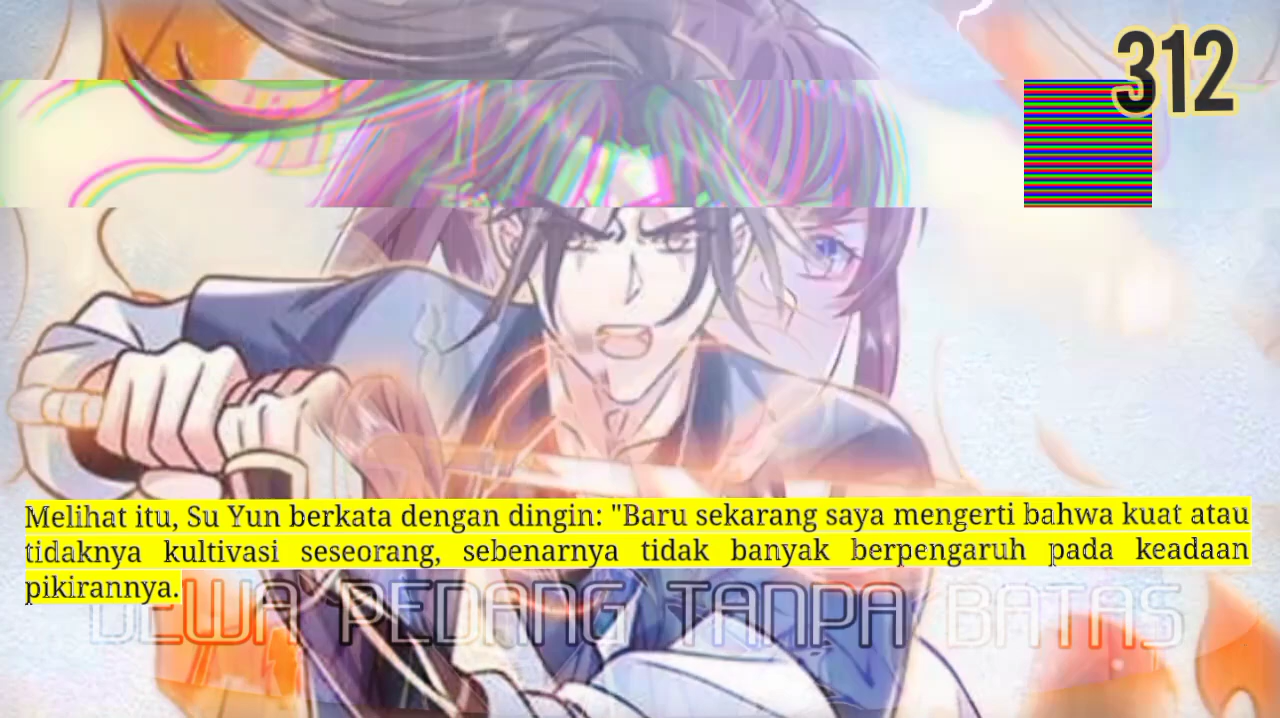 312
Melihat itu, Su Yun berkata dengan dingin: "Baru sekarang saya mengerti bahwa kuat atau
tidaknya kultivasi seseorang, sebenarnya tidak banyak berpengaruh pada keadaan
pikirannya.
DEWA PEDANG TANPA BATAS